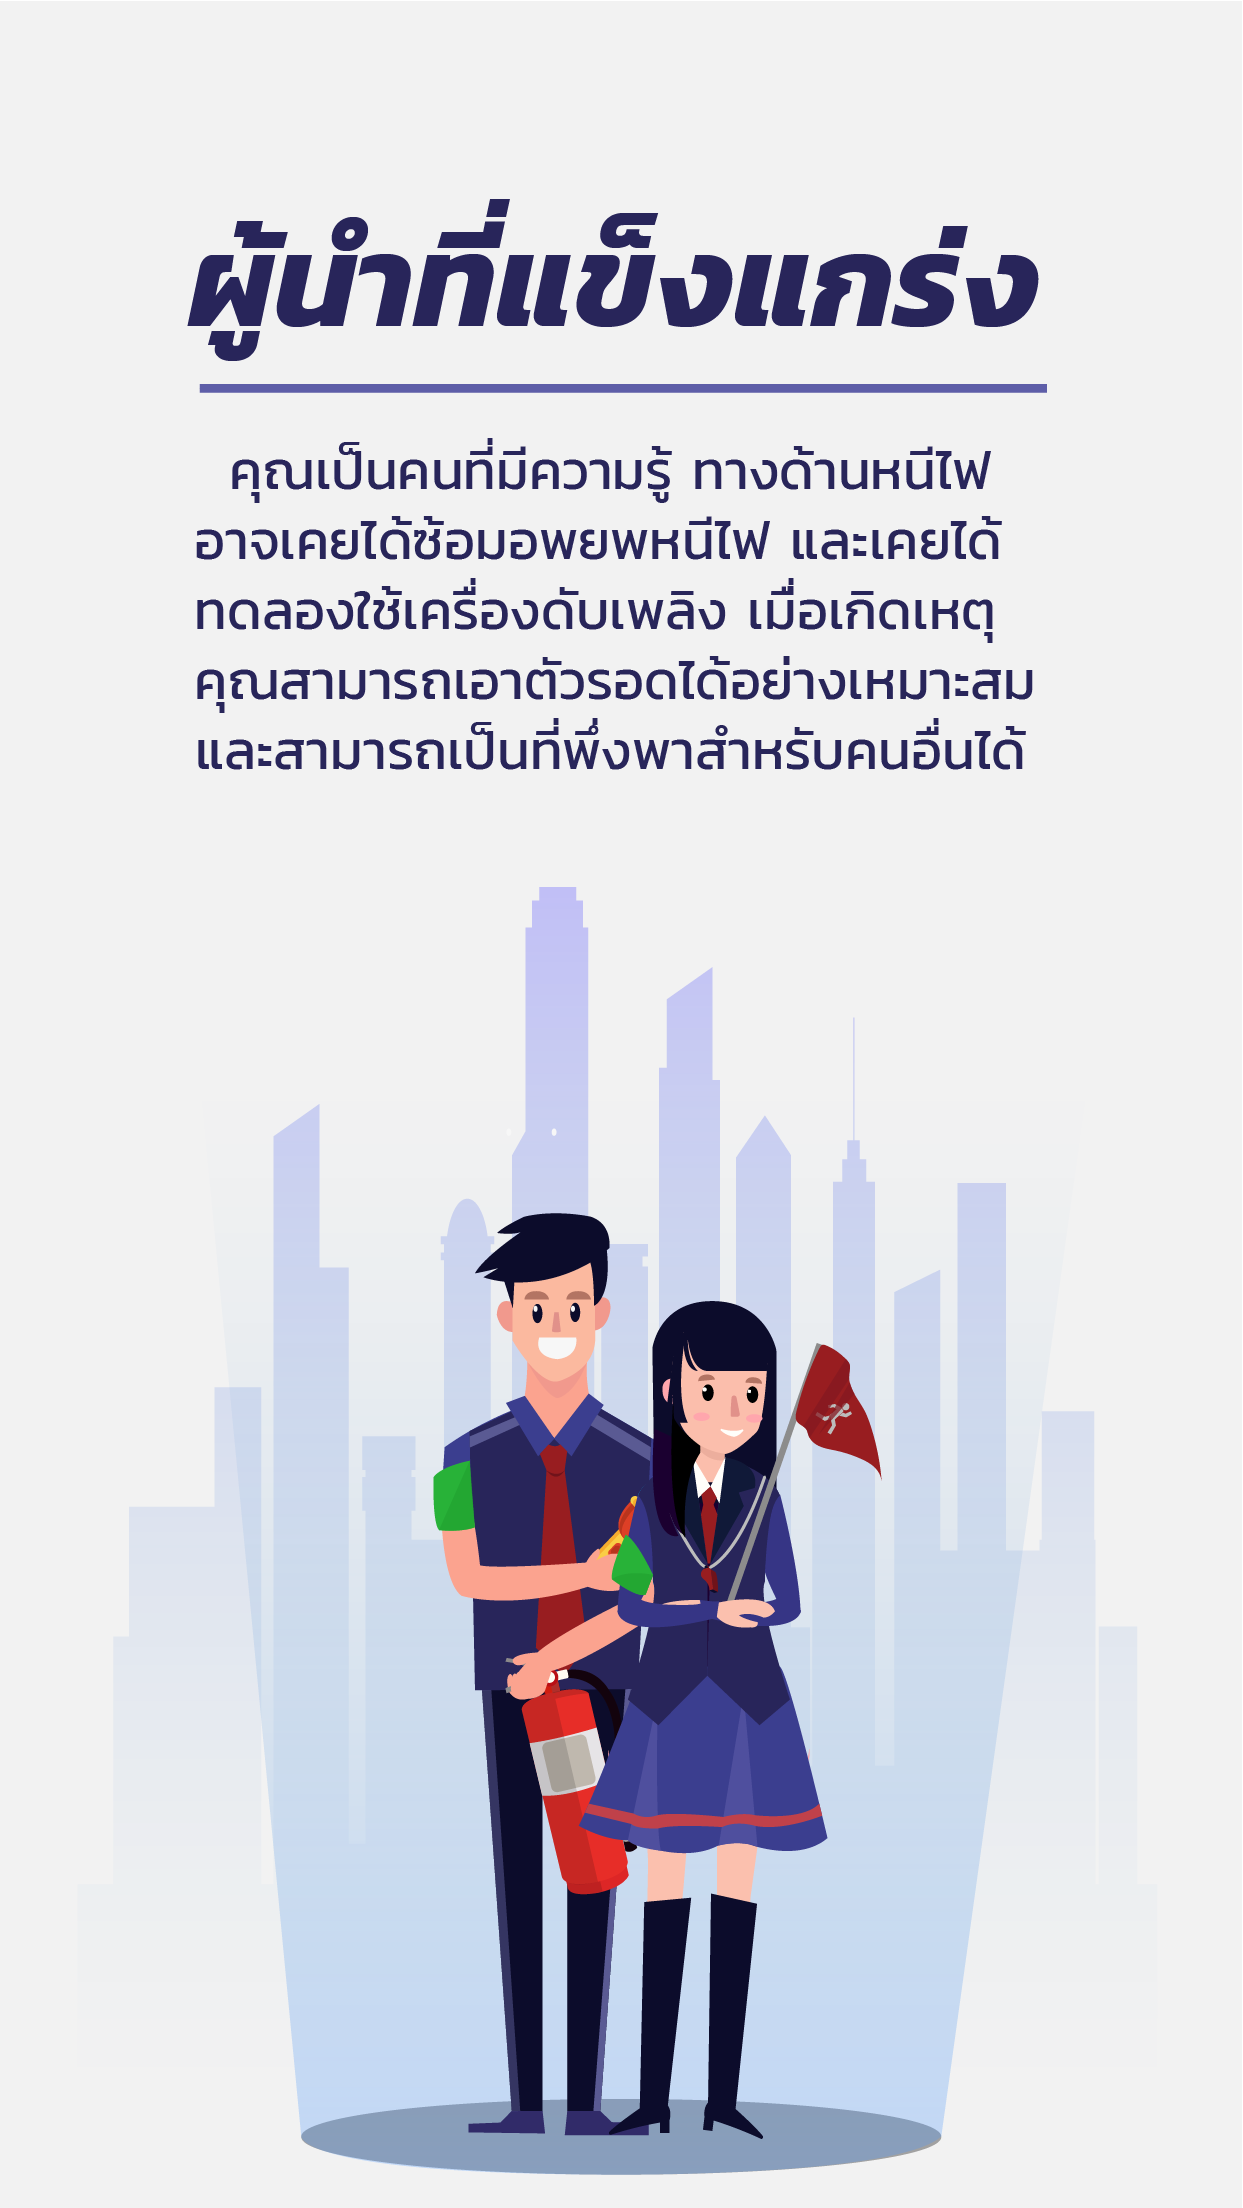 ผู้นำที่แข็งแกร่ง
คุณเป็นคนที่มีความรู้ ทางด้านหนีไฟ
อาจเคยได้ซ้อมอพยพหนีไฟ และเคยได้
ทดลองใช้เครื่องดับเพลิง เมื่อเกิดเหตุ
คุณสามารถเอาตัวรอดได้อย่างเหมาะสม
และสามารถเป็นที่พึ่งพาสำหรับคนอื่นได้